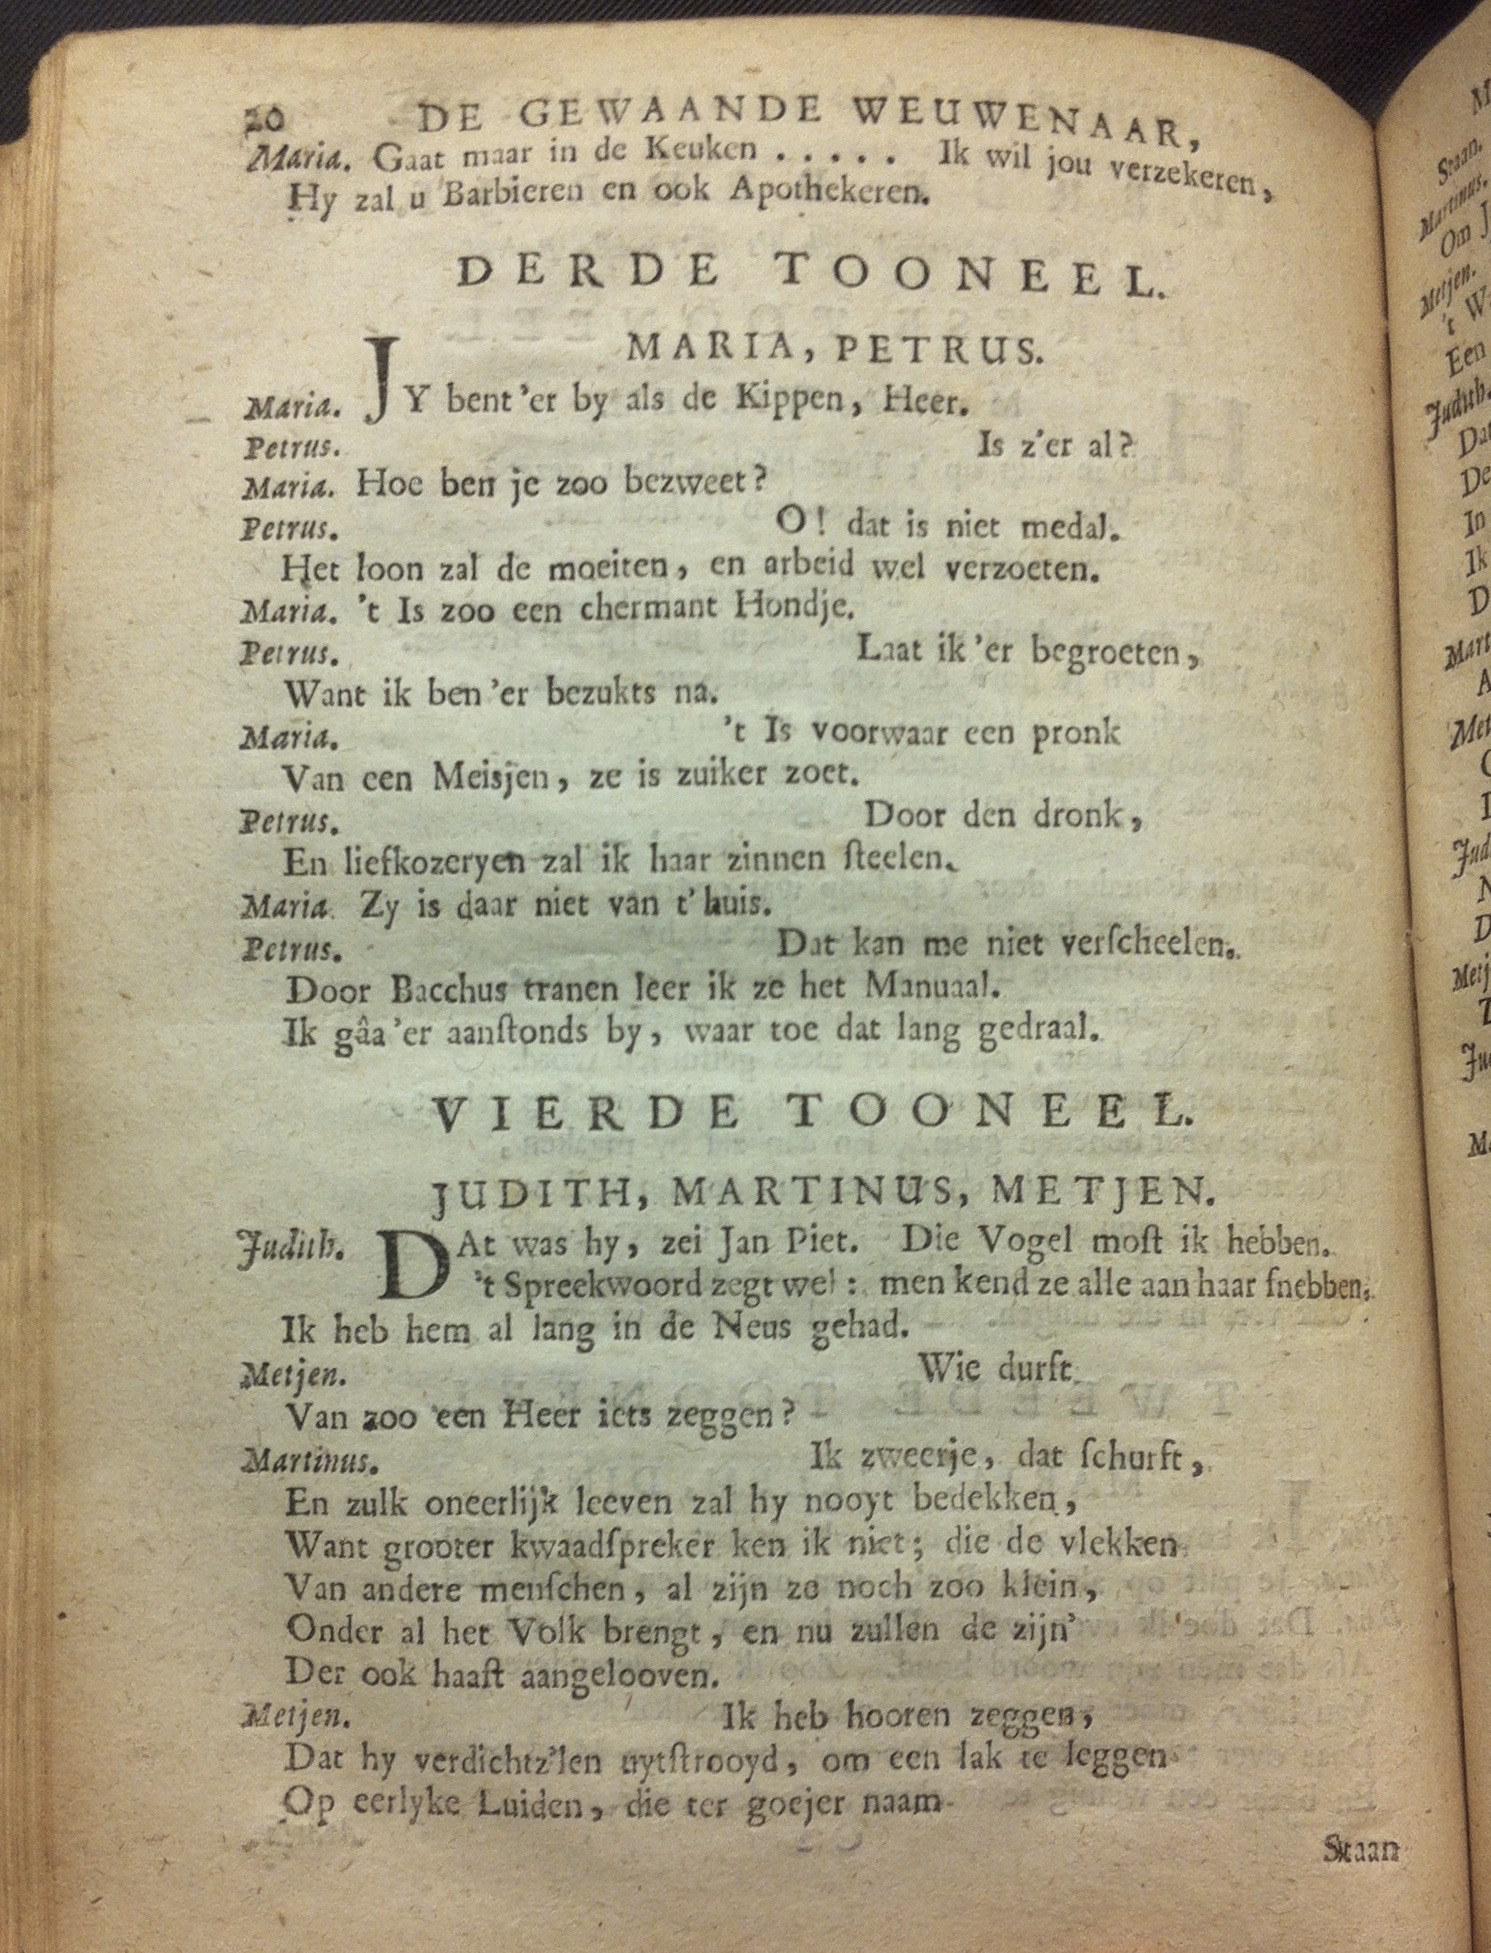 20 DE GEWAANDE WEUWENAAR,
Maria. Gaat maar in de Keuken . . . . . Ik wil jou verzekeren,
Hy zal u Barbieren en ook Apothekeren.
DERDE TOONEEL.
MARIA, PETRUS.
Maria. JY bent 'er by als de Kippen, Heer.
Petrus. Is z'er al?
Maria. Hoe ben je zoo bezweet?
Petrus. O! dat is niet medal.
Het loon zal de moeiten, en arbeid wel verzoeten.
Maria. 't Is zoo een chermant Hondje.
Petrus. Laat ik 'er begroeten,
Want ik ben 'er bezukts na.
Maria. 't Is voorwaar een pronk
Van een Meisjen, ze is zuiker zoet.
Petrus. Door den dronk,
En liefkozeryen zal ik haar zinnen ſteelen.
Maria. Zy is daar niet van t'huis.
Petrus. Dat kan me niet verſcheelen.
Door Bacchus tranen leer ik ze het Manuaal.
Ik gâa 'er aanſtonds by, waar toe dat lang gedraal.
VIERDE TOONEEL.
JUDITH, MARTINUS, METJEN.
Judith. DAt was hy, zei Jan Piet. Die Vogel moſt ik hebben.
't Spreekwoord zegt wel: men kend ze alle aan haar ſnebben.
Ik heb hem al lang in de Neus gehad.
Metjen. Wie durſt
Van zoo een Heer iets zeggen?
Martinus. Ik zweerje, dat ſchurft,
En zulk oneerlijk leeven zal hy nooyt bedekken,
Want grooter kwaadſpreker ken ik niet; die de vlekken
Van andere menſchen, al zijn ze noch zoo klein,
Onder al het Volk brengt, en nu zullen de zijn'
Der ook haaſt aangelooven.
Metjen. Ik heb hooren zeggen,
Dat hy verdichtz'len uytſtrooyd, om een lak te leggen
Op eerlyke Luiden, die ter goejer naam
Staan